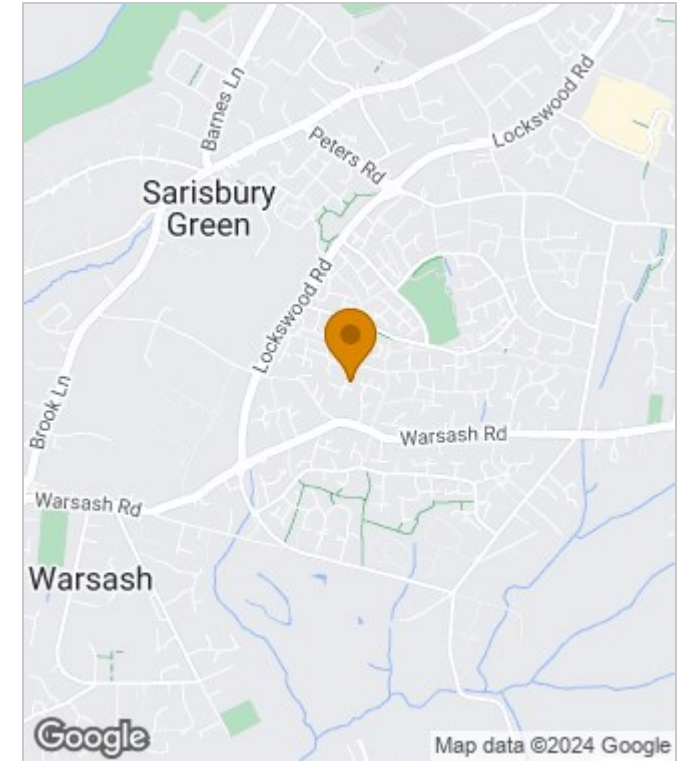 Barnes Ln
Peters Rd
Lockswood Rd
Sarisbury
Green
Lockswood Rd
Brook Ln
Warsash Rd
Warsash Rd
Warsash
Google
Map data ©2024 Google